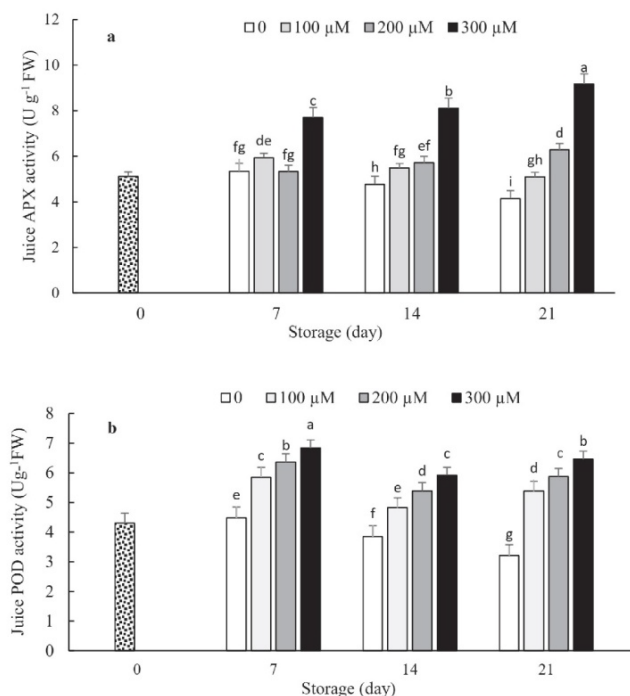 a
0 100 µM 200 µM 300 µM
Juice APX activity (U g⁻¹ FW)
12
10
8
6
4
2
0
fg de fg c
h fg ef b
i gh d a
0 7 14 21
Storage (day)
b
0 100 µM 200 µM 300 µM
Juice POD activity (Ug-¹FW)
8
7
6
5
4
3
2
1
0
e c b a
f e d c
g d c b
0 7 14 21
Storage (day)